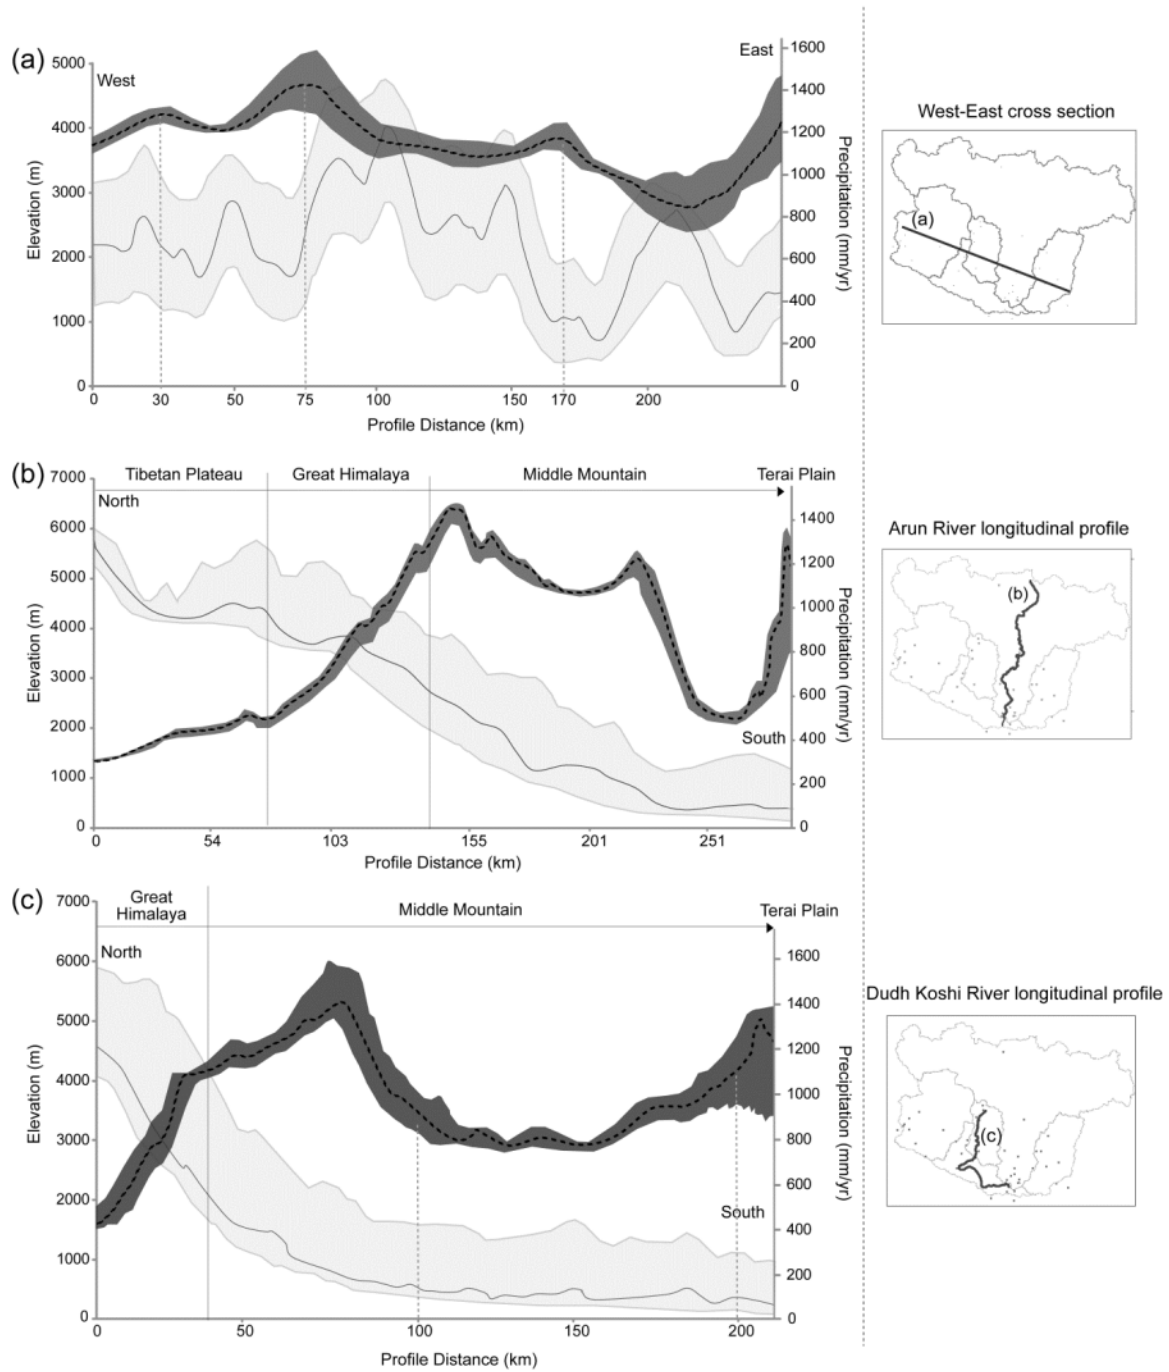 (a)
West
East
5000
4000
3000
2000
1000
0
Elevation (m)
1600
1400
1200
1000
800
600
400
200
0
Precipitation (mm/yr)
0 30 50 75 100 150 170 200
Profile Distance (km)
West-East cross section
(a)
(b)
Tibetan Plateau Great Himalaya Middle Mountain Terai Plain
North
South
7000
6000
5000
4000
3000
2000
1000
0
Elevation (m)
1400
1200
1000
800
600
400
200
0
Precipitation (mm/yr)
0 54 103 155 201 251
Profile Distance (km)
Arun River longitudinal profile
(b)
(c)
Great
Himalaya
Middle Mountain
Terai Plain
North
South
7000
6000
5000
4000
3000
2000
1000
0
Elevation (m)
1600
1400
1200
1000
800
600
400
200
0
Precipitation (mm/yr)
0 50 100 150 200
Profile Distance (km)
Dudh Koshi River longitudinal profile
(c)